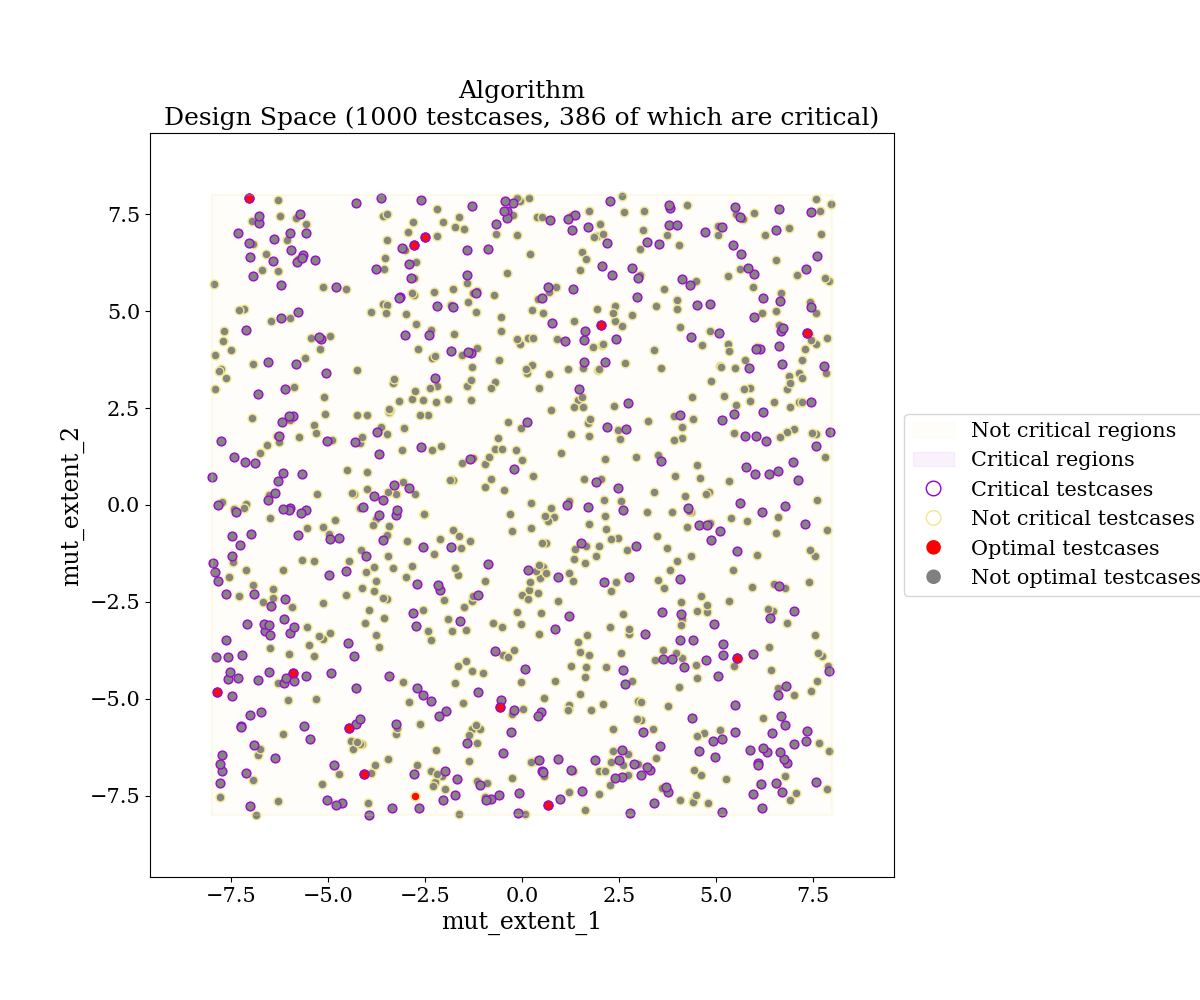 Algorithm
Design Space (1000 testcases, 386 of which are critical)
7.5
5.0
2.5
0.0
−2.5
−5.0
−7.5
mut_extent_2
−7.5
−5.0
−2.5
0.0
2.5
5.0
7.5
mut_extent_1
Not critical regions
Critical regions
Critical testcases
Not critical testcases
Optimal testcases
Not optimal testcases